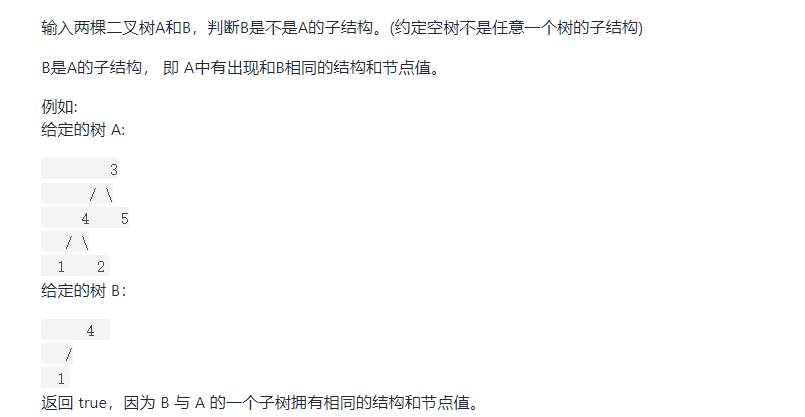 输入两棵二叉树A和B，判断B是不是A的子结构。(约定空树不是任意一个树的子结构)
B是A的子结构， 即 A中有出现和B相同的结构和节点值。
例如:
给定的树 A:
3
/ \
4 5
/ \
1 2
给定的树 B：
4
/
1
返回 true，因为 B 与 A 的一个子树拥有相同的结构和节点值。